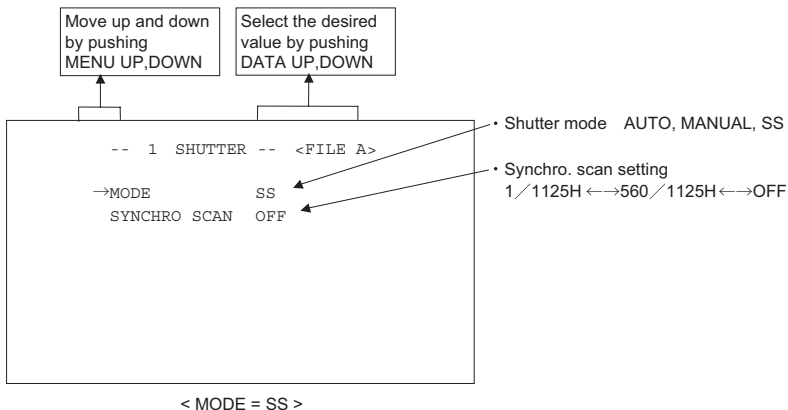 Move up and down
by pushing
MENU UP,DOWN
Select the desired
value by pushing
DATA UP,DOWN
-- 1 SHUTTER -- <FILE A>
→MODE SS
SYNCHRO SCAN OFF
・Shutter mode AUTO, MANUAL, SS
・Synchro. scan setting
1／1125H ←→560／1125H←→OFF
< MODE = SS >